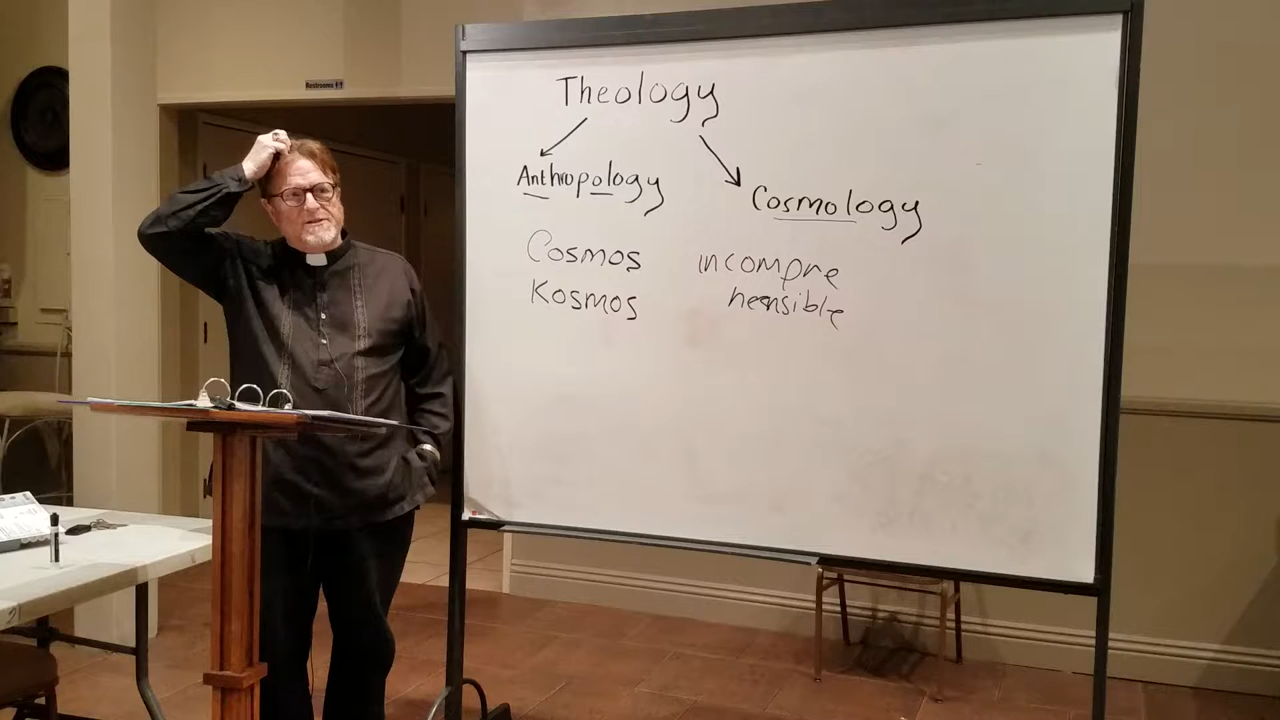 Restrooms
Theology
Anthropology
Cosmology
Cosmos
Kosmos
incompre
hensible